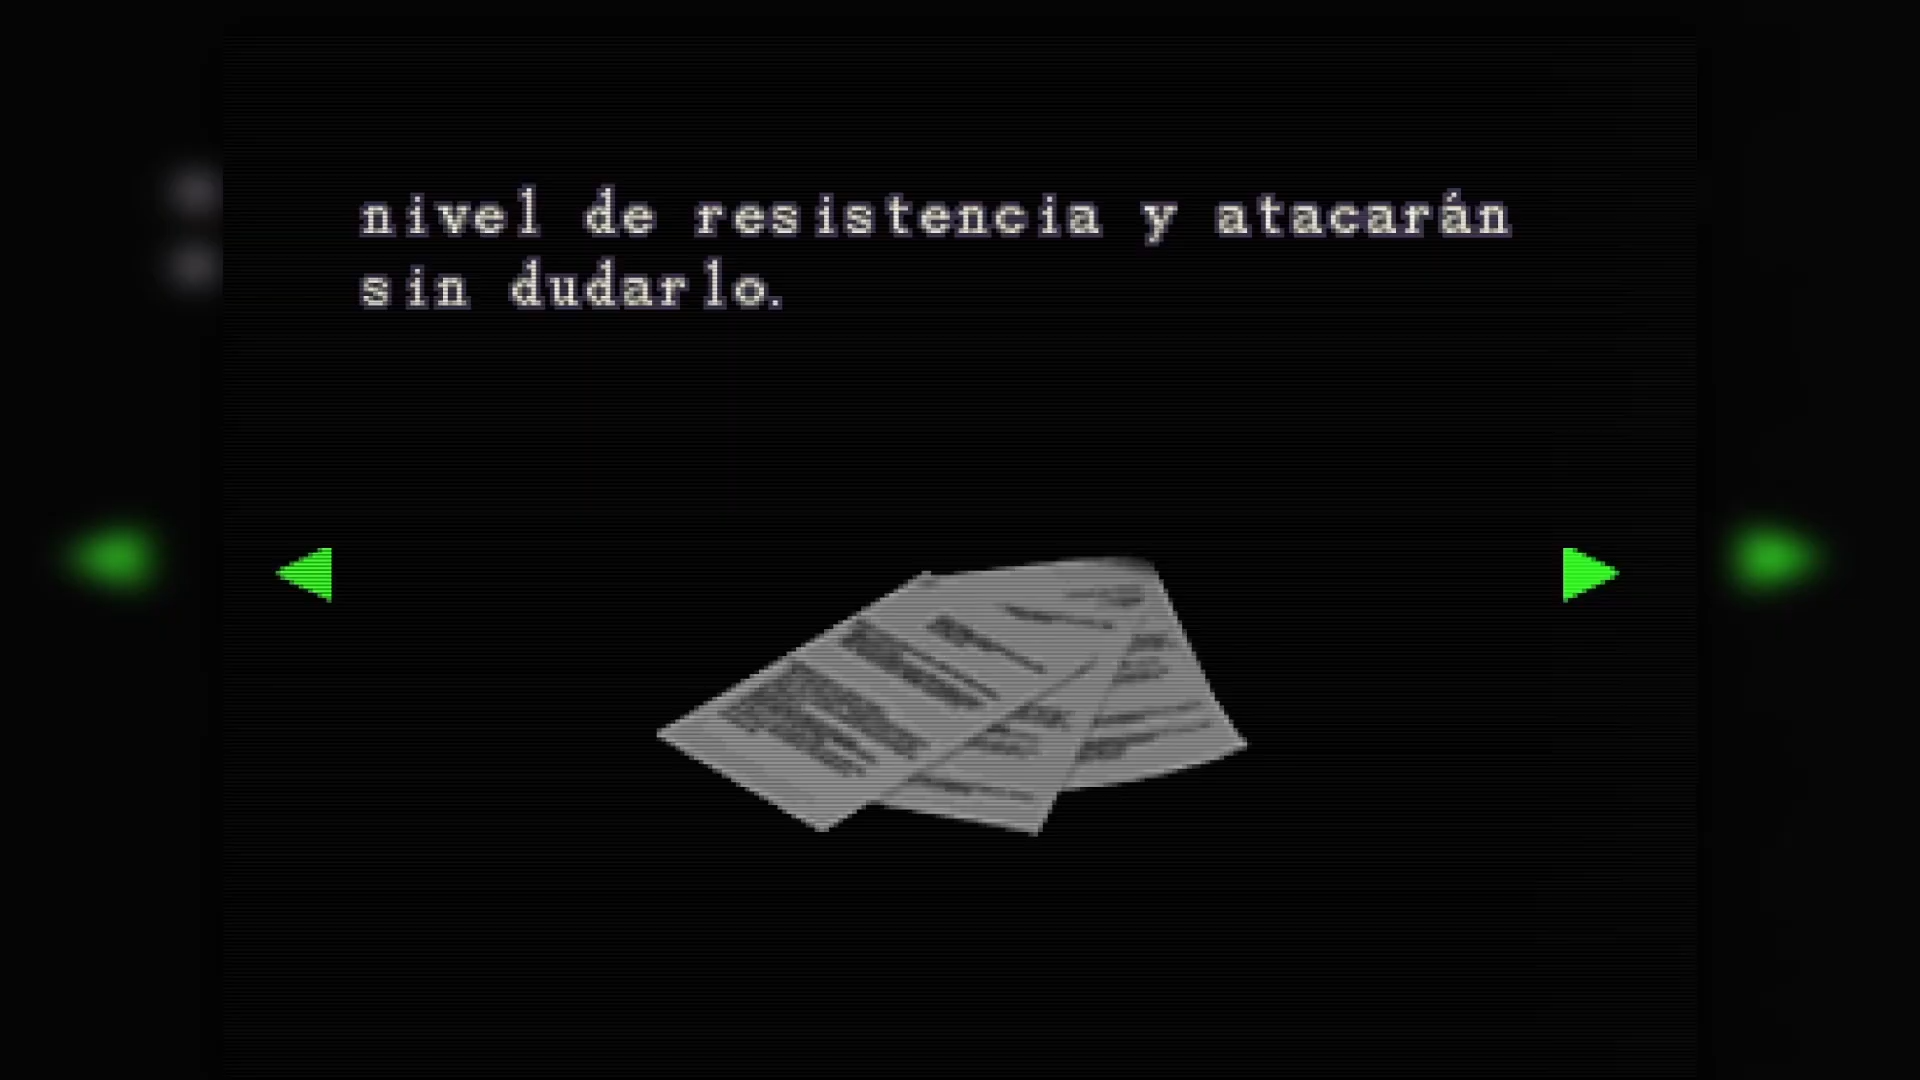 nivel de resistencia y atacarán
sin dudarlo.